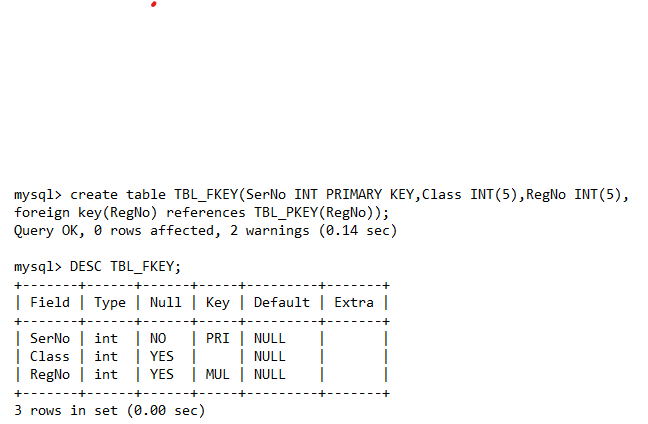 mysql> create table TBL_FKEY(SerNo INT PRIMARY KEY,Class INT(5),RegNo INT(5),
foreign key(RegNo) references TBL_PKEY(RegNo));
Query OK, 0 rows affected, 2 warnings (0.14 sec)
mysql> DESC TBL_FKEY;
+-------+------+------+-----+---------+-------+
| Field | Type | Null | Key | Default | Extra |
+-------+------+------+-----+---------+-------+
| SerNo | int | NO | PRI | NULL | |
| Class | int | YES | | NULL | |
| RegNo | int | YES | MUL | NULL | |
+-------+------+------+-----+---------+-------+
3 rows in set (0.00 sec)